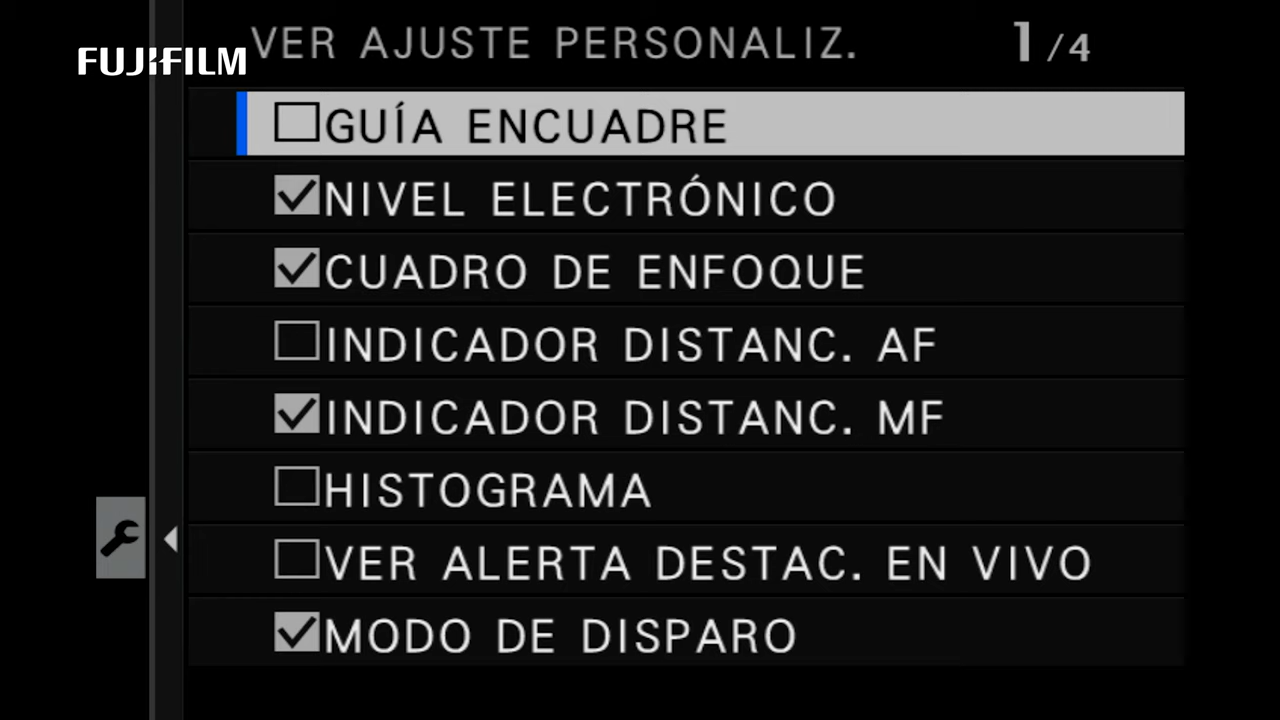 VER AJUSTE PERSONALIZ. 1/4
FUJIFILM
GUÍA ENCUADRE
NIVEL ELECTRÓNICO
CUADRO DE ENFOQUE
INDICADOR DISTANC. AF
INDICADOR DISTANC. MF
HISTOGRAMA
VER ALERTA DESTAC. EN VIVO
MODO DE DISPARO